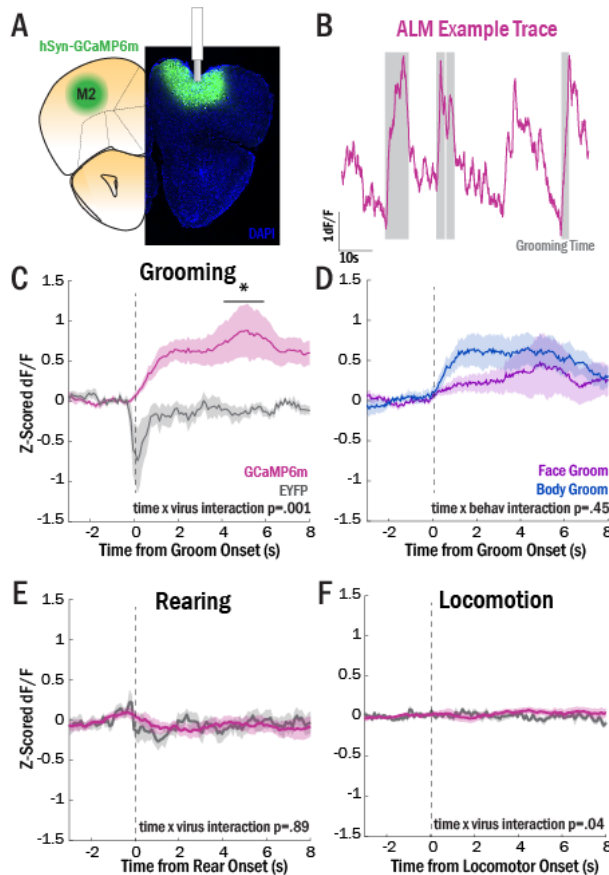 A
hSyn-GCaMP6m
M2
DAPI
B
ALM Example Trace
1dF/F
10s
Grooming Time
C
Grooming
*
1.5
1
0.5
0
-0.5
-1
-1.5
Z-Scored dF/F
GCaMP6m
EYFP
time x virus interaction p=.001
-2 0 2 4 6 8
Time from Groom Onset (s)
D
1.5
1
0.5
0
-0.5
-1
-1.5
Face Groom
Body Groom
time x behav interaction p=.45
-2 0 2 4 6 8
Time from Groom Onset (s)
E
Rearing
1.5
1
0.5
0
-0.5
-1
-1.5
Z-Scored dF/F
time x virus interaction p=.89
-2 0 2 4 6 8
Time from Rear Onset (s)
F
Locomotion
1.5
1
0.5
0
-0.5
-1
-1.5
time x virus interaction p=.04
-2 0 2 4 6 8
Time from Locomotor Onset (s)